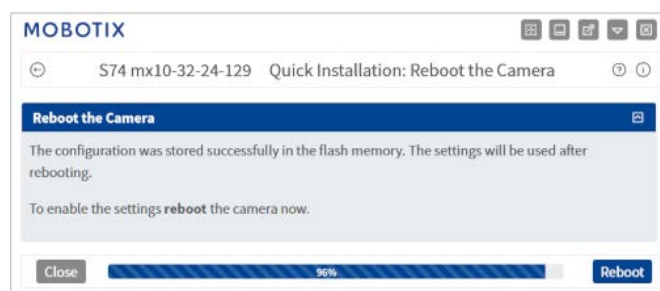 MOBOTIX
S74 mx10-32-24-129 Quick Installation: Reboot the Camera
Reboot the Camera
The configuration was stored successfully in the flash memory. The settings will be used after
rebooting.
To enable the settings reboot the camera now.
Close 96% Reboot